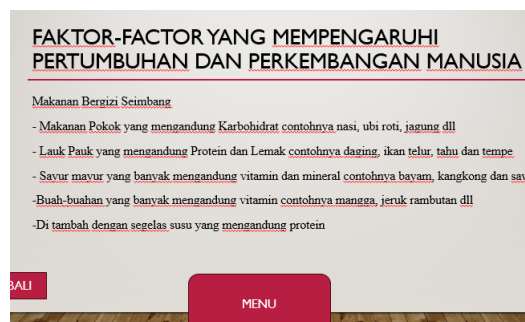 FAKTOR-FACTOR YANG MEMPENGARUHI
PERTUMBUHAN DAN PERKEMBANGAN MANUSIA
Makanan Bergizi Seimbang
- Makanan Pokok yang mengandung Karbohidrat contohnya nasi, ubi roti, jagung dll
- Lauk Pauk yang mengandung Protein dan Lemak contohnya daging, ikan telur, tahu dan tempe
- Savur mayur yang banyak mengandung vitamin dan mineral contohnya bayam, kangkong dan
-Buah-buahan yang banyak mengandung vitamin contohnya mangga, jeruk rambutan dll
-Di tambah dengan segelas susu yang mengandung protein
MENU